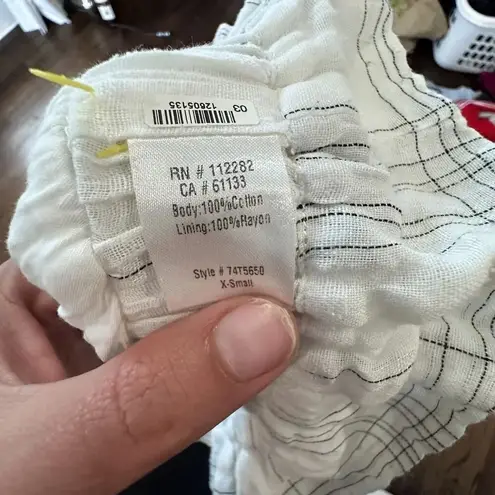 03
12605135
RN # 112282
CA # 61133
Body:100%Cotton
Lining:100%Rayon
Style # 74T5650
X-Small